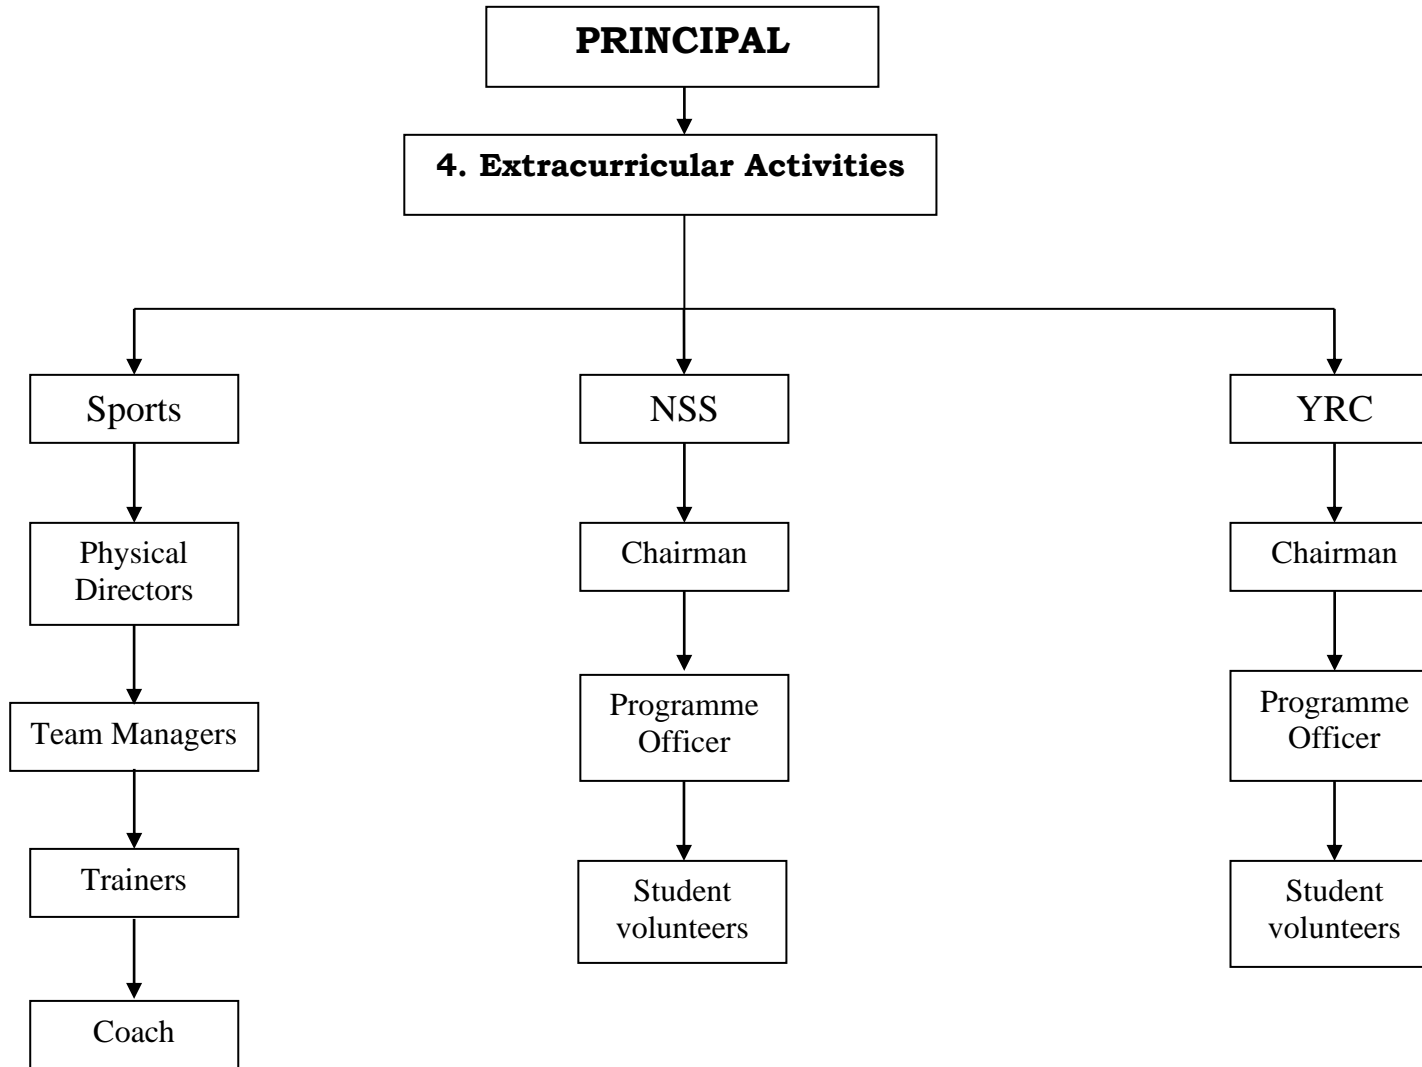 PRINCIPAL
4. Extracurricular Activities
Sports
NSS
YRC
Physical
Directors
Chairman
Chairman
Team Managers
Programme
Officer
Programme
Officer
Trainers
Student
volunteers
Student
volunteers
Coach